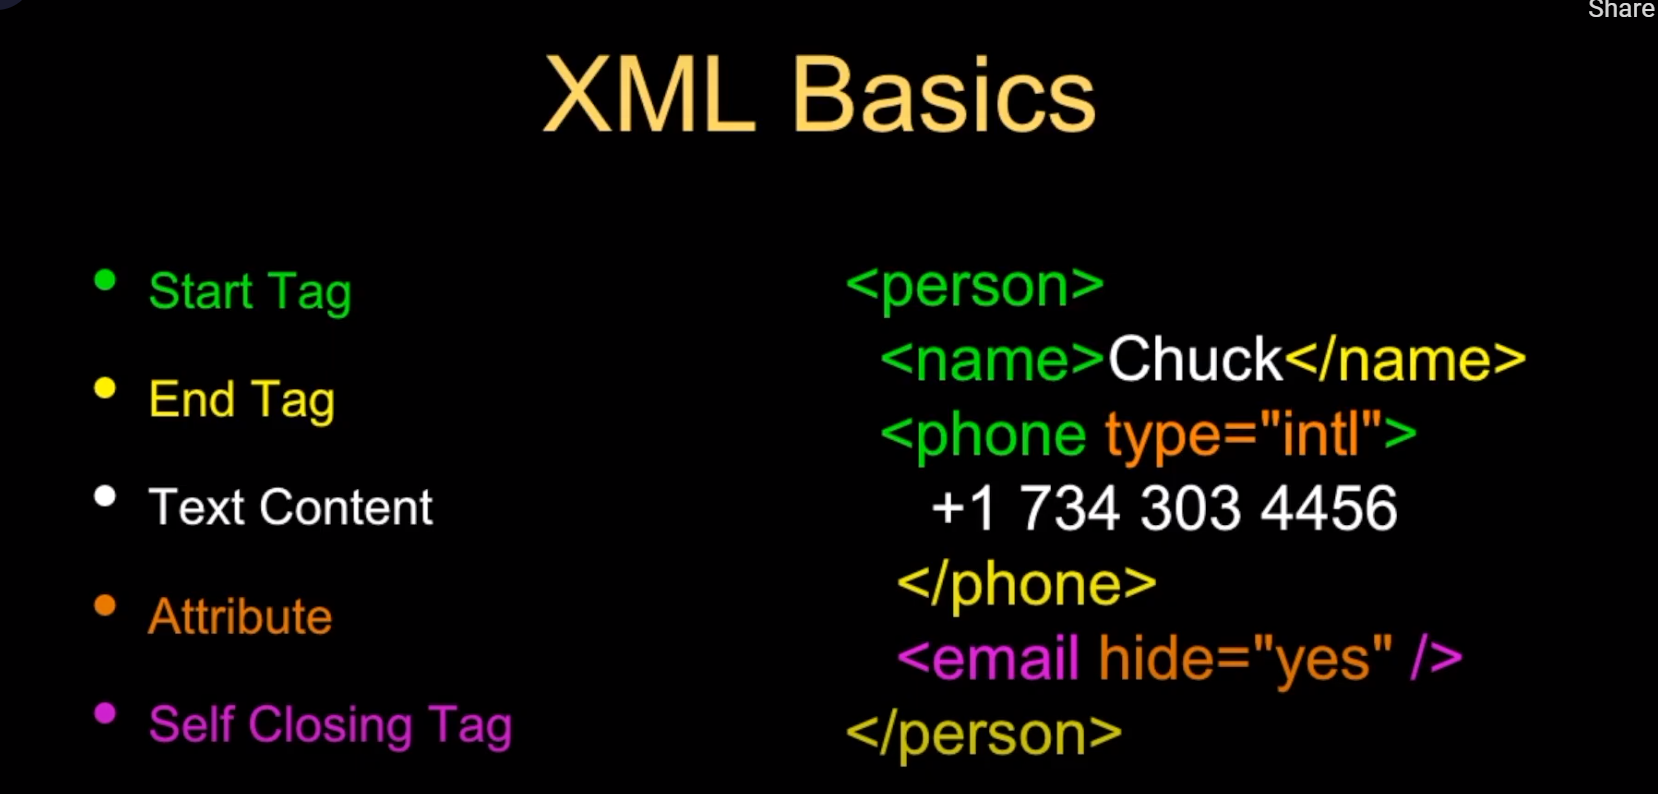 Share
XML Basics
• Start Tag
• End Tag
• Text Content
• Attribute
• Self Closing Tag
<person>
<name>Chuck</name>
<phone type="intl">
+1 734 303 4456
</phone>
<email hide="yes" />
</person>